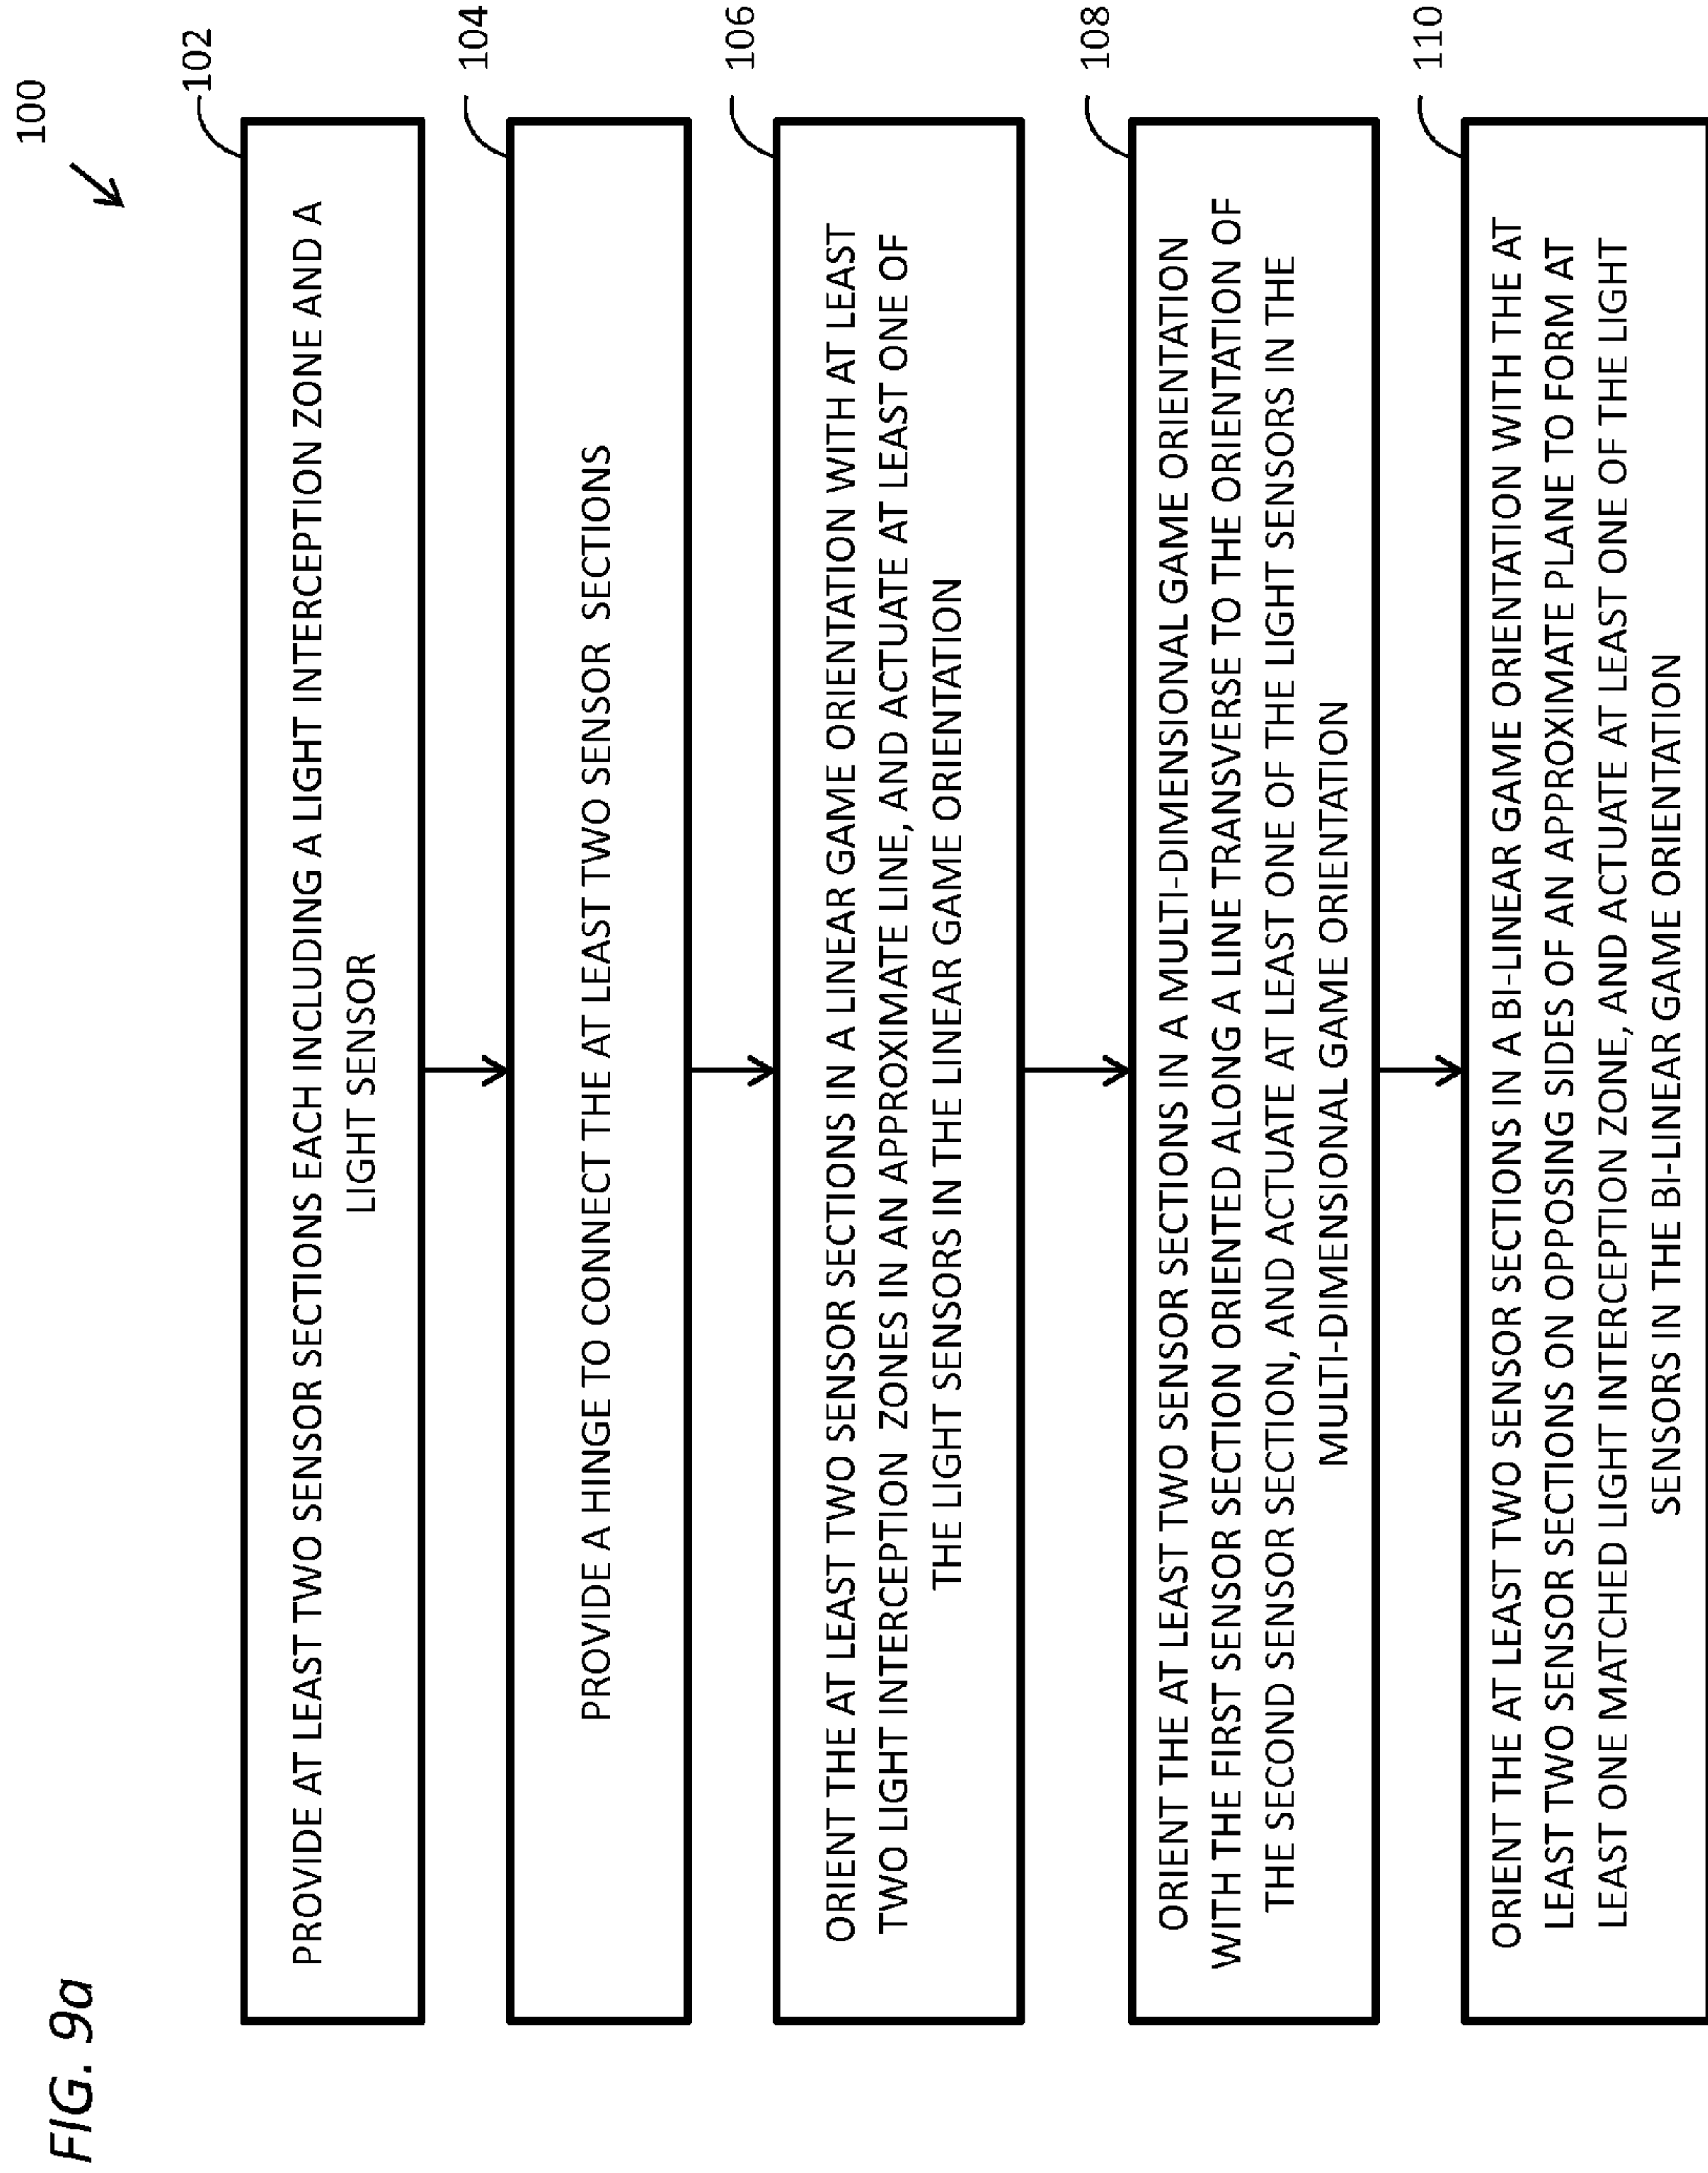 FIG. 9a
100
102
PROVIDE AT LEAST TWO SENSOR SECTIONS EACH INCLUDING A LIGHT INTERCEPTION ZONE AND A
LIGHT SENSOR
104
PROVIDE A HINGE TO CONNECT THE AT LEAST TWO SENSOR SECTIONS
106
ORIENT THE AT LEAST TWO SENSOR SECTIONS IN A LINEAR GAME ORIENTATION WITH AT LEAST
TWO LIGHT INTERCEPTION ZONES IN AN APPROXIMATE LINE, AND ACTUATE AT LEAST ONE OF
THE LIGHT SENSORS IN THE LINEAR GAME ORIENTATION
108
ORIENT THE AT LEAST TWO SENSOR SECTIONS IN A MULTI-DIMENSIONAL GAME ORIENTATION
WITH THE FIRST SENSOR SECTION ORIENTED ALONG A LINE TRANSVERSE TO THE ORIENTATION OF
THE SECOND SENSOR SECTION, AND ACTUATE AT LEAST ONE OF THE LIGHT SENSORS IN THE
MULTI-DIMENSIONAL GAME ORIENTATION
110
ORIENT THE AT LEAST TWO SENSOR SECTIONS IN A BI-LINEAR GAME ORIENTATION WITH THE AT
LEAST TWO SENSOR SECTIONS ON OPPOSING SIDES OF AN APPROXIMATE PLANE TO FORM AT
LEAST ONE MATCHED LIGHT INTERCEPTION ZONE, AND ACTUATE AT LEAST ONE OF THE LIGHT
SENSORS IN THE BI-LINEAR GAME ORIENTATION